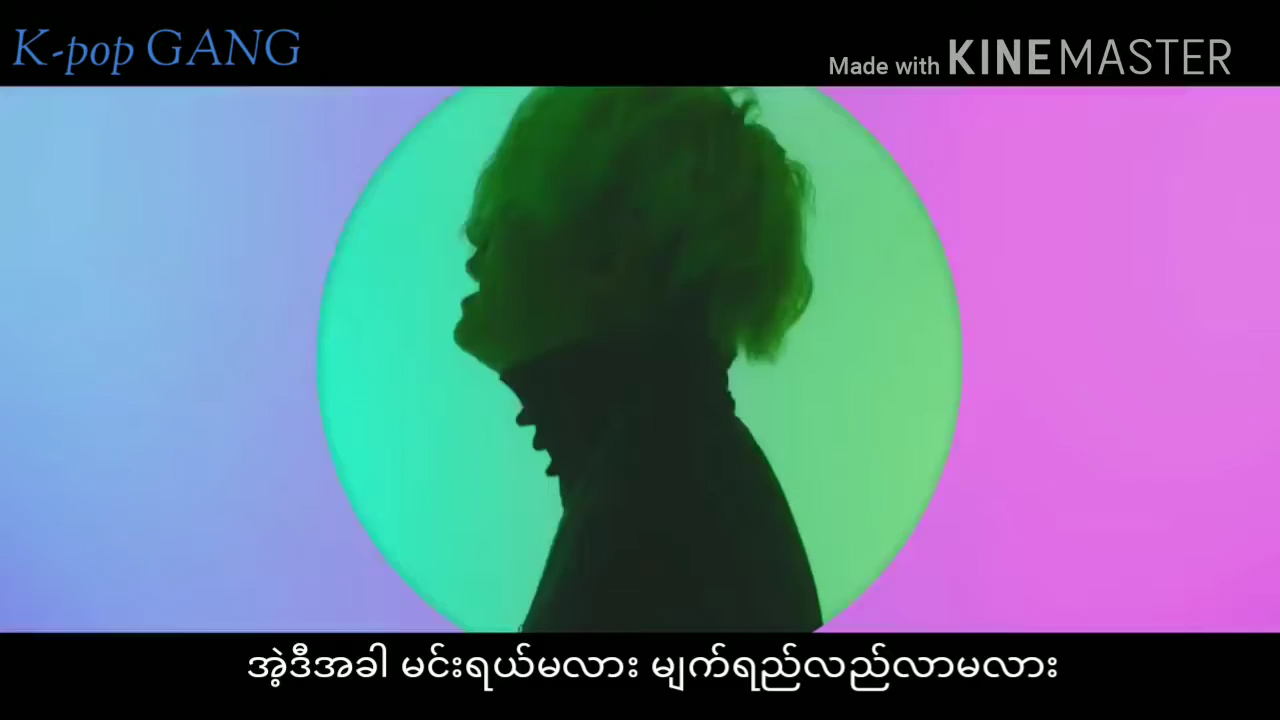 K-pop GANG
Made with KINEMASTER
အဲ့ဒီအခါ မင်းရယ်မလား မျက်ရည်လည်လာမလား